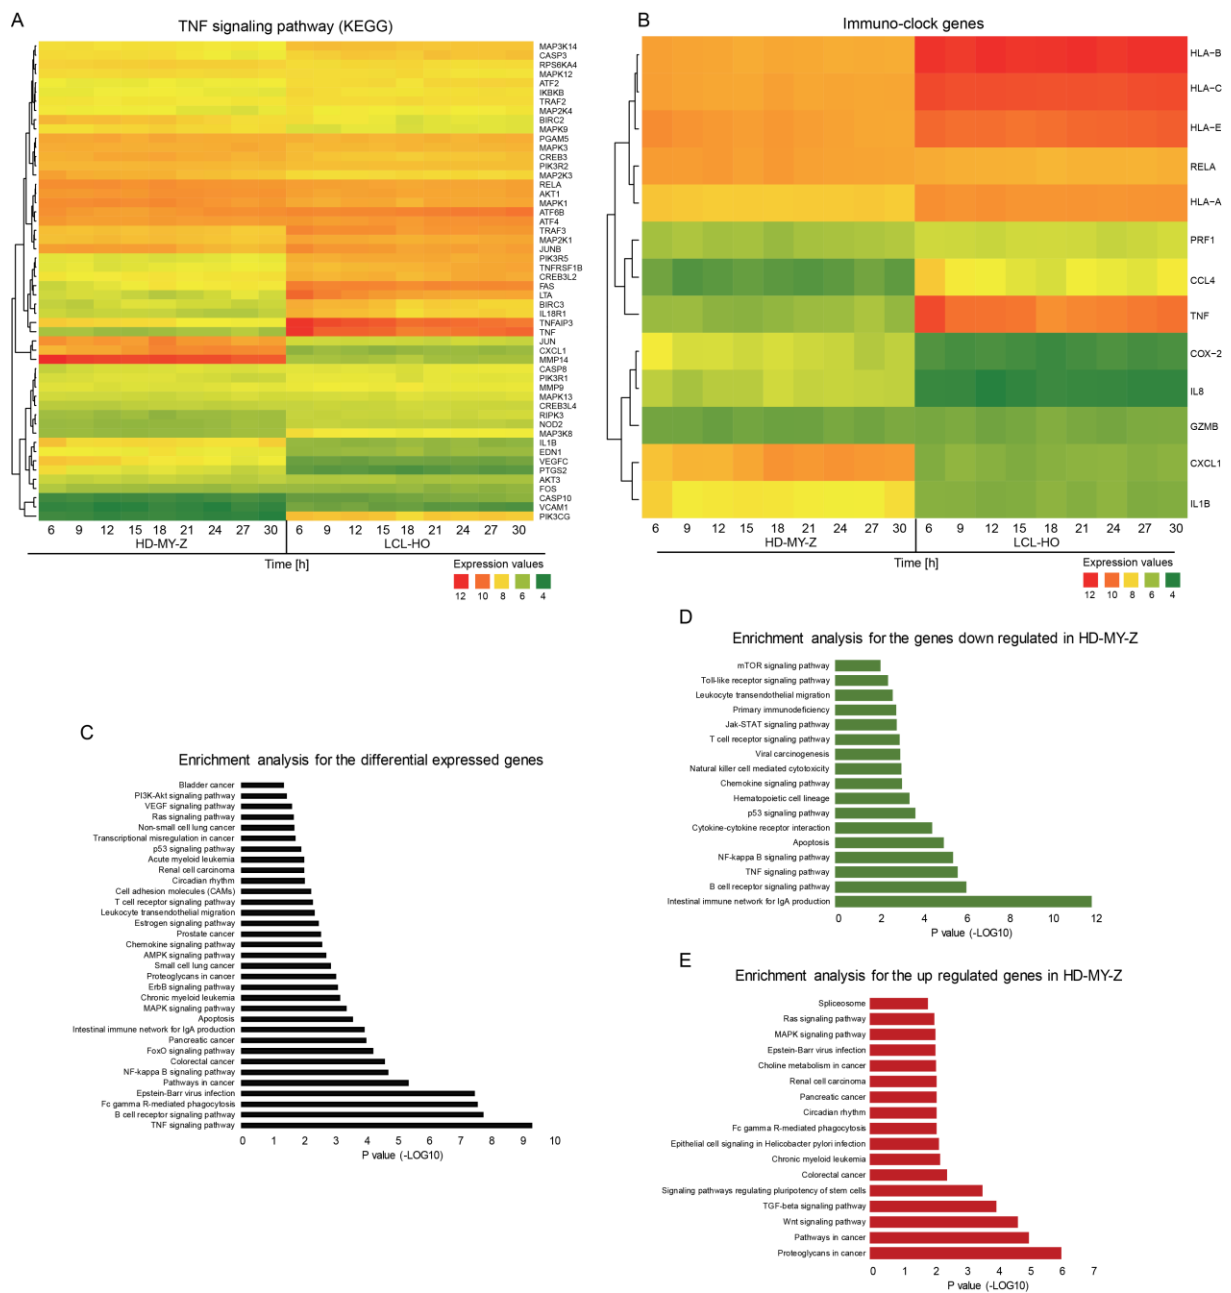 A
TNF signaling pathway (KEGG)
MAP3K14
CASP3
RPS6KA4
MAPK12
ATF2
IKBKB
TRAF2
MAP2K4
BIRC2
MAPK9
PGAM5
MAPK3
CREB3
PIK3R2
MAP2K3
RELA
AKT1
MAPK1
ATF6B
ATF4
TRAF3
MAP2K1
JUNB
PIK3R5
TNFRSF1B
CREB3L2
FAS
LTA
BIRC3
IL18R1
TNFAIP3
TNF
JUN
CXCL1
MMP14
CASP8
PIK3R1
MMP9
MAPK13
CREB3L4
RIPK3
NOD2
MAP3K8
IL1B
EDN1
VEGFC
PTGS2
AKT3
FOS
CASP10
VCAM1
PIK3CG
6 9 12 15 18 21 24 27 30 6 9 12 15 18 21 24 27 30
HD-MY-Z LCL-HO
Time [h]
Expression values
12 10 8 6 4
B
Immuno-clock genes
HLA-B
HLA-C
HLA-E
RELA
HLA-A
PRF1
CCL4
TNF
COX-2
IL8
GZMB
CXCL1
IL1B
6 9 12 15 18 21 24 27 30 6 9 12 15 18 21 24 27 30
HD-MY-Z LCL-HO
Time [h]
Expression values
12 10 8 6 4
C
Enrichment analysis for the differential expressed genes
Bladder cancer
PI3K-Akt signaling pathway
VEGF signaling pathway
Ras signaling pathway
Non-small cell lung cancer
Transcriptional misregulation in cancer
p53 signaling pathway
Acute myeloid leukemia
Renal cell carcinoma
Circadian rhythm
Cell adhesion molecules (CAMs)
T cell receptor signaling pathway
Leukocyte transendothelial migration
Estrogen signaling pathway
Prostate cancer
Chemokine signaling pathway
AMPK signaling pathway
Small cell lung cancer
Proteoglycans in cancer
ErbB signaling pathway
Chronic myeloid leukemia
MAPK signaling pathway
Apoptosis
Intestinal immune network for IgA production
Pancreatic cancer
FoxO signaling pathway
Colorectal cancer
NF-kappa B signaling pathway
Pathways in cancer
Epstein-Barr virus infection
Fc gamma R-mediated phagocytosis
B cell receptor signaling pathway
TNF signaling pathway
0 1 2 3 4 5 6 7 8 9 10
P value (-LOG10)
D
Enrichment analysis for the genes down regulated in HD-MY-Z
mTOR signaling pathway
Toll-like receptor signaling pathway
Leukocyte transendothelial migration
Primary immunodeficiency
Jak-STAT signaling pathway
T cell receptor signaling pathway
Viral carcinogenesis
Natural killer cell mediated cytotoxicity
Chemokine signaling pathway
Hematopoietic cell lineage
p53 signaling pathway
Cytokine-cytokine receptor interaction
Apoptosis
NF-kappa B signaling pathway
TNF signaling pathway
B cell receptor signaling pathway
Intestinal immune network for IgA production
0 2 4 6 8 10 12
P value (-LOG10)
E
Enrichment analysis for the up regulated genes in HD-MY-Z
Spliceosome
Ras signaling pathway
MAPK signaling pathway
Epstein-Barr virus infection
Choline metabolism in cancer
Renal cell carcinoma
Pancreatic cancer
Circadian rhythm
Fc gamma R-mediated phagocytosis
Epithelial cell signaling in Helicobacter pylori infection
Chronic myeloid leukemia
Colorectal cancer
Signaling pathways regulating pluripotency of stem cells
TGF-beta signaling pathway
Wnt signaling pathway
Pathways in cancer
Proteoglycans in cancer
0 1 2 3 4 5 6 7
P value (-LOG10)